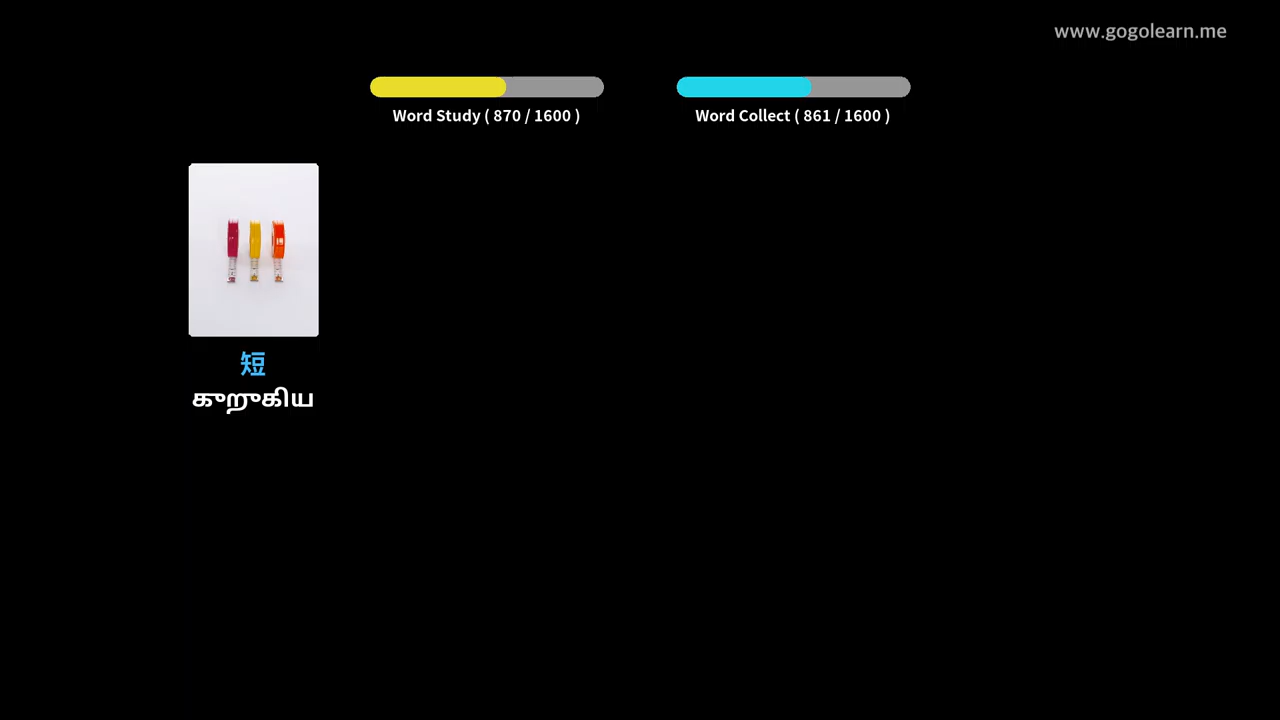 www.gogolearn.me
Word Study ( 870 / 1600 )
Word Collect ( 861 / 1600 )
短
குறுகிய